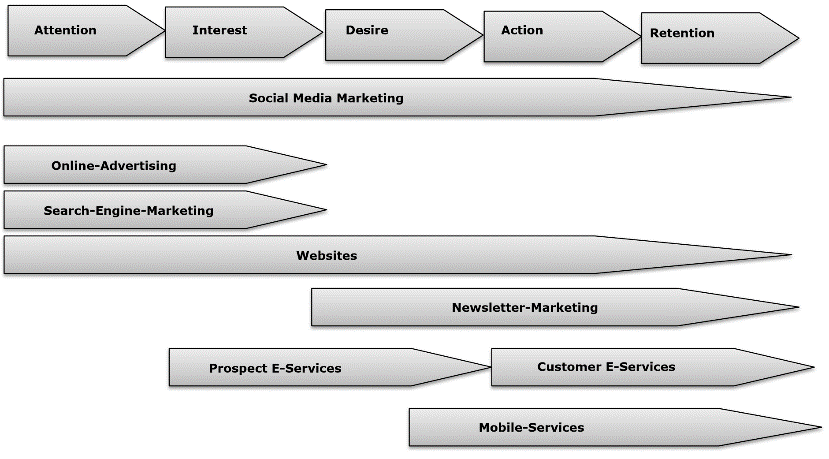 Attention
Interest
Desire
Action
Retention
Social Media Marketing
Online-Advertising
Search-Engine-Marketing
Websites
Newsletter-Marketing
Prospect E-Services
Customer E-Services
Mobile-Services